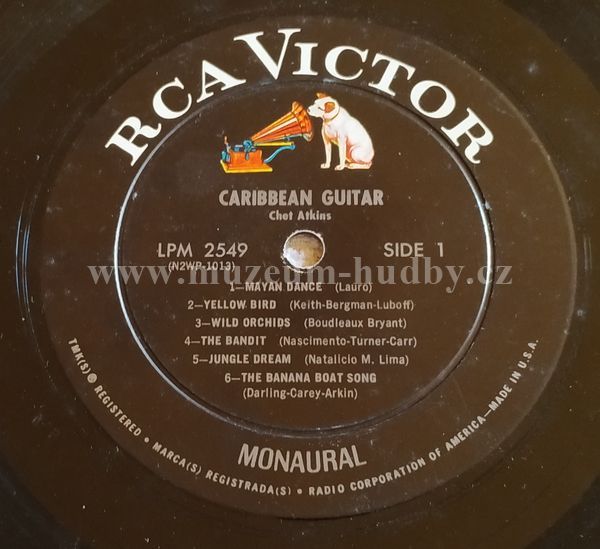 RCA VICTOR
CARIBBEAN GUITAR
Chet Atkins
LPM 2549
(N2WP-1013)
SIDE 1
www.muzeum-hudby.cz
1—MAYAN DANCE (Lauro)
2—YELLOW BIRD (Keith-Bergman-Luboff)
3—WILD ORCHIDS (Boudleaux Bryant)
4—THE BANDIT (Nascimento-Turner-Carr)
5—JUNGLE DREAM (Natalicio M. Lima)
6—THE BANANA BOAT SONG
(Darling-Carey-Arkin)
MONAURAL
TMK(S) ® REGISTERED • MARCA(S) REGISTRADA(S) • RADIO CORPORATION OF AMERICA—MADE IN U.S.A.